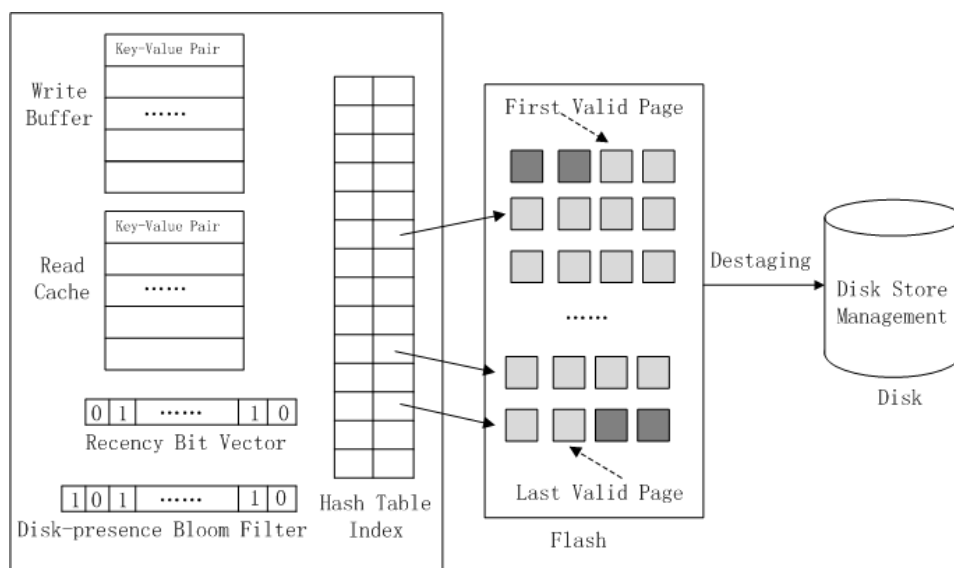 Key-Value Pair
Write
Buffer
......
Key-Value Pair
Read
Cache
......
0 1 ...... 1 0
Recency Bit Vector
1 0 1 ...... 1 0
Disk-presence Bloom Filter
Hash Table
Index
First Valid Page
......
Last Valid Page
Flash
Destaging
Disk Store
Management
Disk